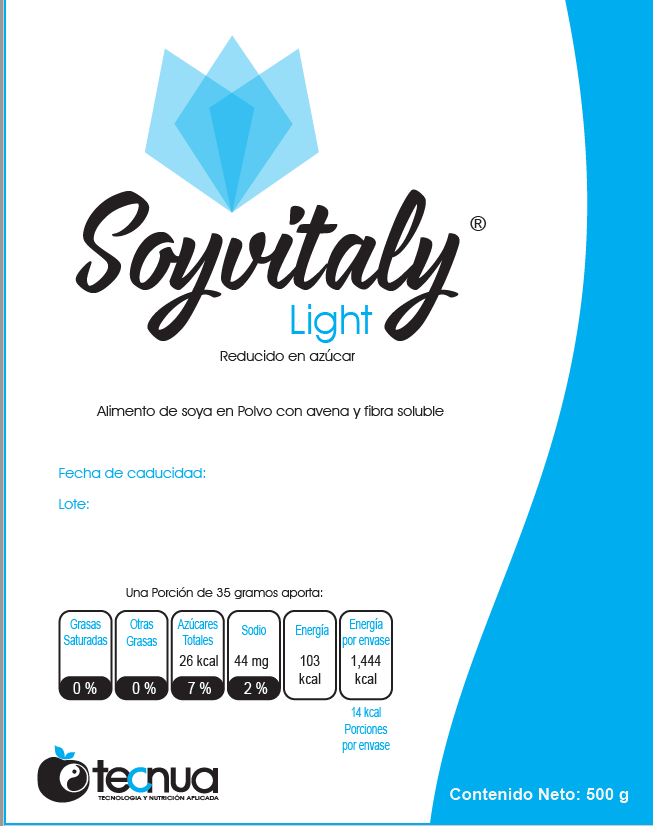 Soyvitaly ®
Light
Reducido en azúcar
Alimento de soya en Polvo con avena y fibra soluble
Fecha de caducidad:
Lote:
Una Porción de 35 gramos aporta:
Grasas
Saturadas
0 %
Otras
Grasas
0 %
Azúcares
Totales
26 kcal
7 %
Sodio
44 mg
2 %
Energía
103
kcal
Energía
por envase
1,444
kcal
14 kcal
Porciones
por envase
tecnua
TECNOLOGIA Y NUTRICIÓN APLICADA
Contenido Neto: 500 g